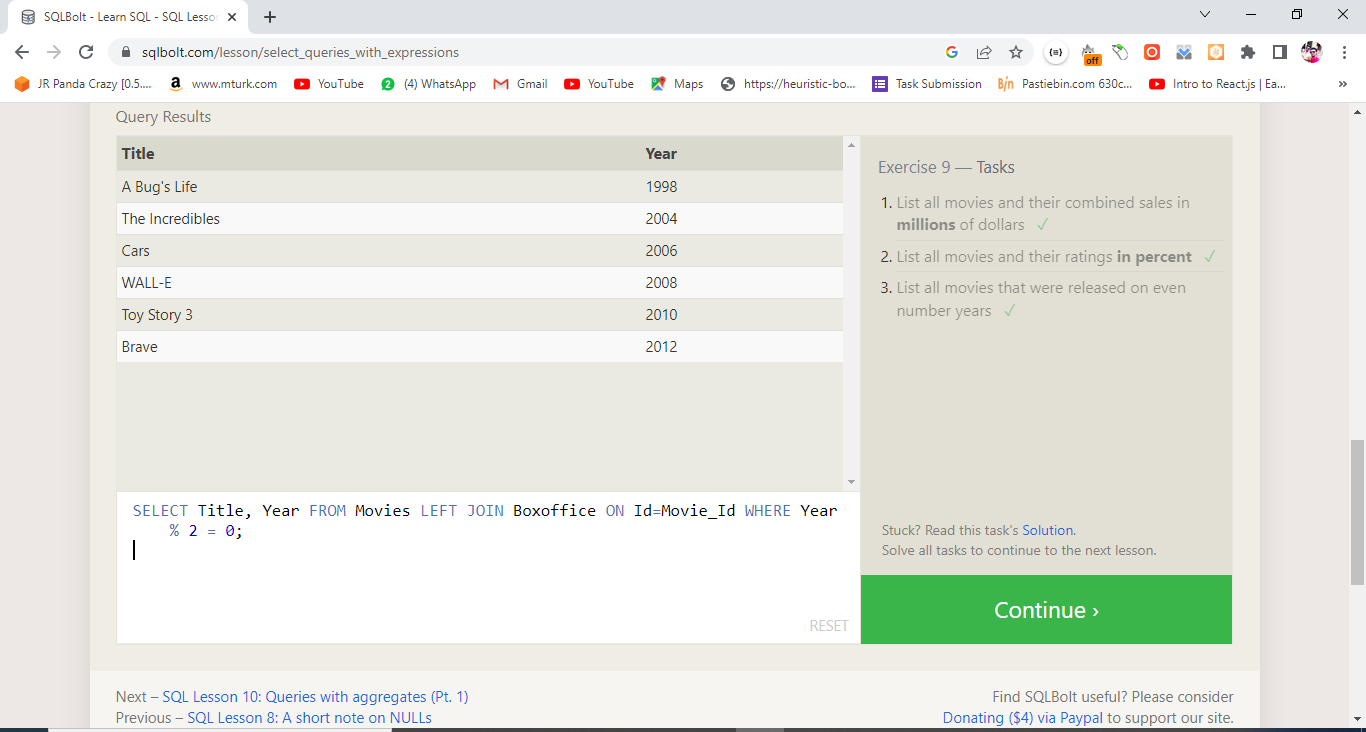 SQLBolt - Learn SQL - SQL Lesson
sqlbolt.com/lesson/select_queries_with_expressions
off
JR Panda Crazy [0.5....
www.mturk.com
YouTube
2
(4) WhatsApp
Gmail
YouTube
Maps
https://heuristic-bo...
Task Submission
B/n
Pastiebin.com 630c...
Intro to React.js | Ea...
»
Query Results
Title Year
A Bug's Life 1998
The Incredibles 2004
Cars 2006
WALL-E 2008
Toy Story 3 2010
Brave 2012
SELECT Title, Year FROM Movies LEFT JOIN Boxoffice ON Id=Movie_Id WHERE Year
% 2 = 0;
RESET
Exercise 9 — Tasks
1. List all movies and their combined sales in
millions of dollars ✓
2. List all movies and their ratings in percent ✓
3. List all movies that were released on even
number years ✓
Stuck? Read this task's Solution.
Solve all tasks to continue to the next lesson.
Continue ›
Next – SQL Lesson 10: Queries with aggregates (Pt. 1)
Previous – SQL Lesson 8: A short note on NULLs
Find SQLBolt useful? Please consider
Donating ($4) via Paypal to support our site.